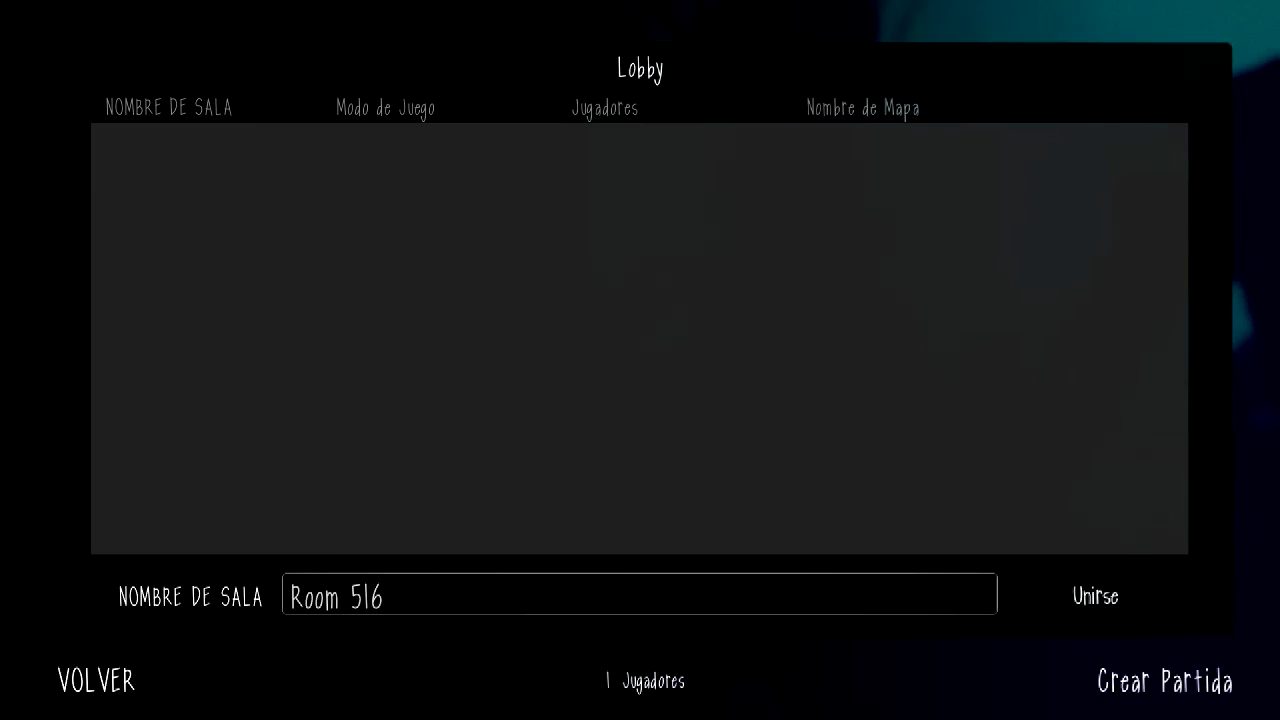 Lobby
NOMBRE DE SALA Modo de Juego Jugadores Nombre de Mapa
NOMBRE DE SALA Room 516 Unirse
VOLVER 1 Jugadores Crear Partida